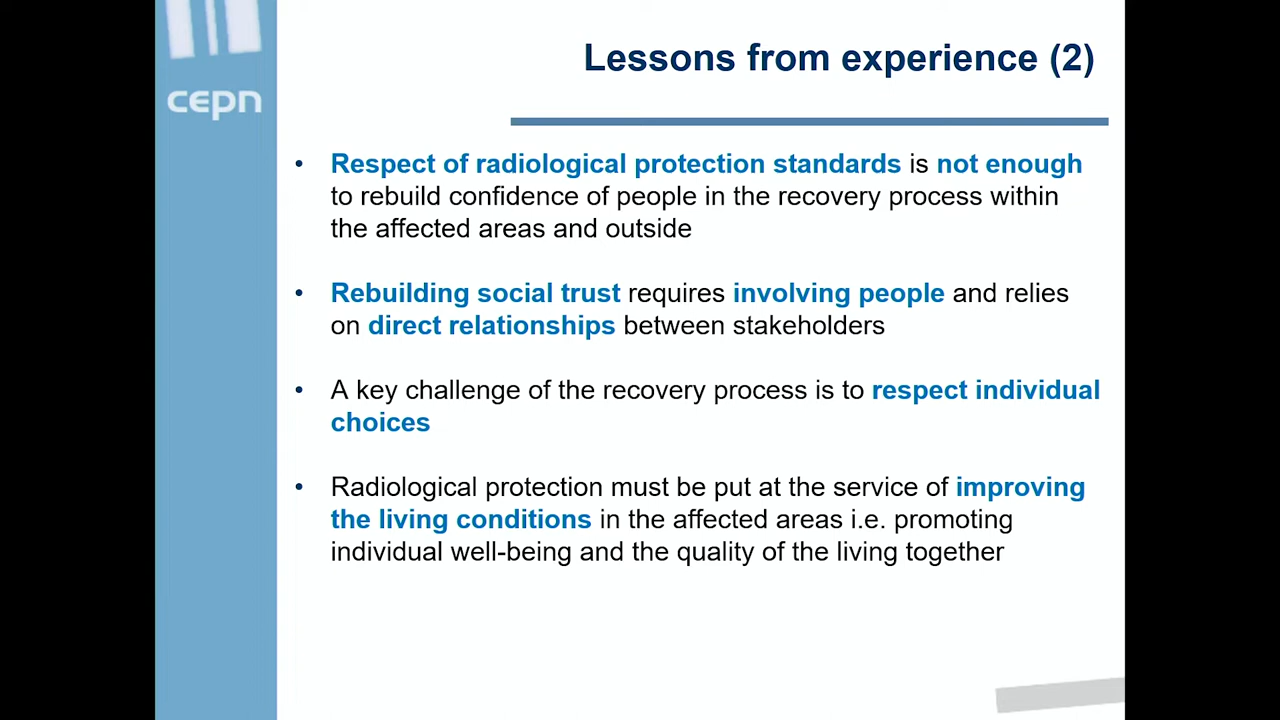 Lessons from experience (2)
cepn
• Respect of radiological protection standards is not enough
to rebuild confidence of people in the recovery process within
the affected areas and outside
• Rebuilding social trust requires involving people and relies
on direct relationships between stakeholders
• A key challenge of the recovery process is to respect individual
choices
• Radiological protection must be put at the service of improving
the living conditions in the affected areas i.e. promoting
individual well-being and the quality of the living together